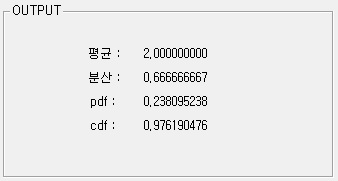 OUTPUT
평균 : 2.000000000
분산 : 0.666666667
pdf : 0.238095238
cdf : 0.976190476